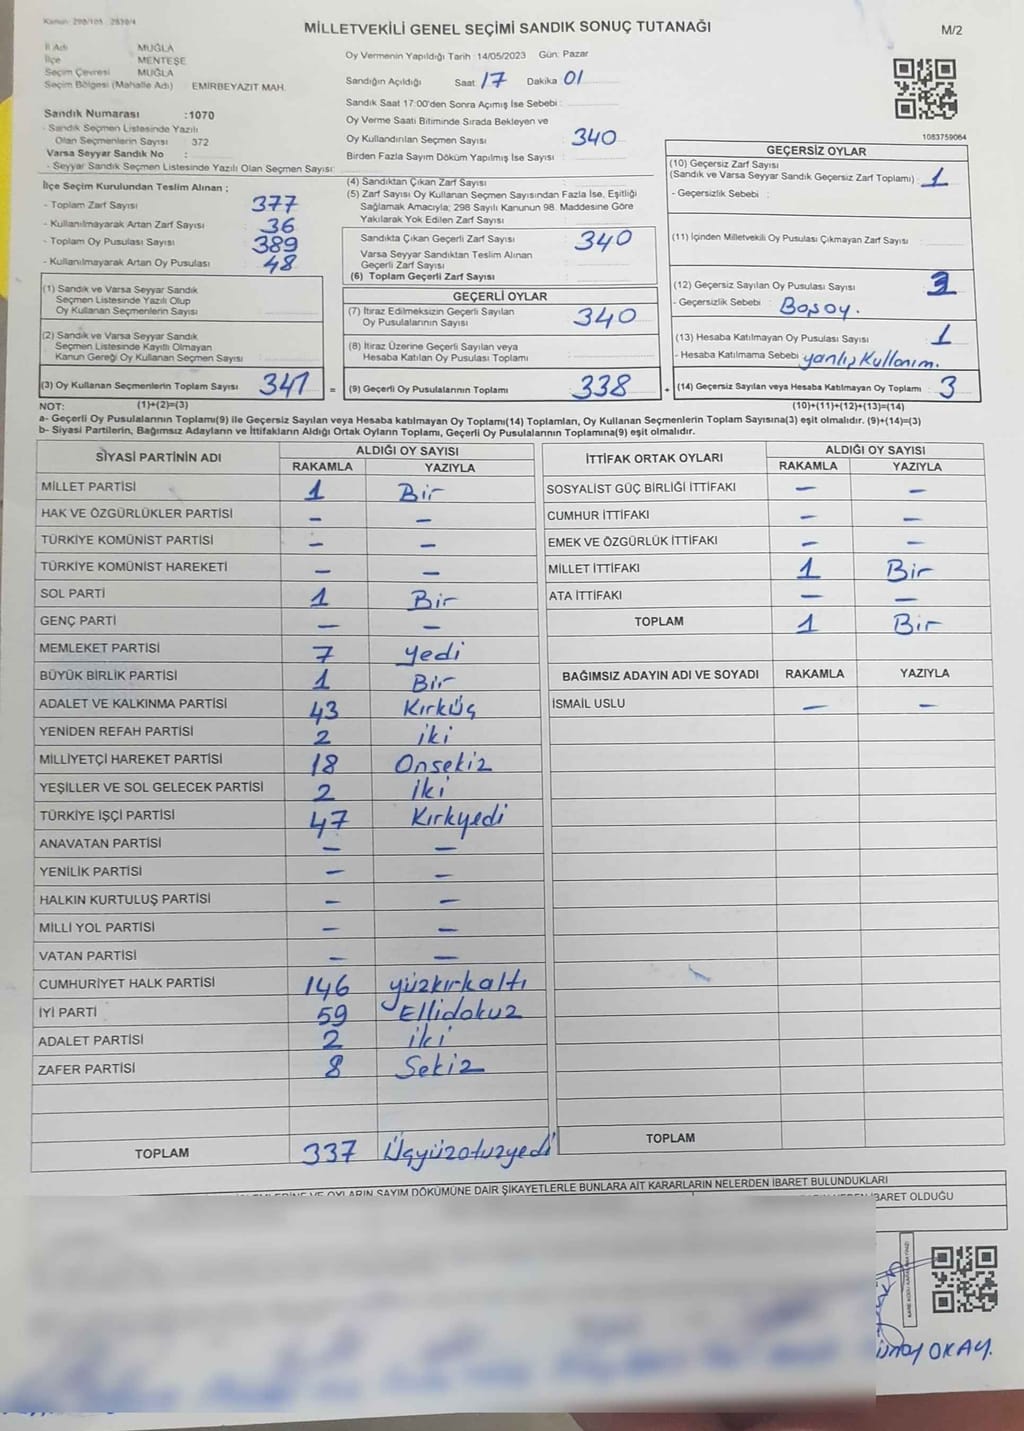 Kanun: 298/105 2839/4
MİLLETVEKİLİ GENEL SEÇİMİ SANDIK SONUÇ TUTANAĞI
M/2
İl Adı MUĞLA
İlçe MENTEŞE
Seçim Çevresi MUĞLA
Seçim Bölgesi (Mahalle Adı) EMİRBEYAZIT MAH.
Sandık Numarası :1070
- Sandık Seçmen Listesinde Yazılı
Olan Seçmenlerin Sayısı 372
Varsa Seyyar Sandık No :
- Seyyar Sandık Seçmen Listesinde Yazılı Olan Seçmen Sayısı:
Oy Vermenin Yapıldığı Tarih :14/05/2023 Gün: Pazar
Sandığın Açıldığı Saat 17 Dakika 01
Sandık Saat 17:00'den Sonra Açımış İse Sebebi :
Oy Verme Saati Bitiminde Sırada Bekleyen ve
Oy Kullandırılan Seçmen Sayısı 340
Birden Fazla Sayım Döküm Yapılmış İse Sayısı :
1083759064
İlçe Seçim Kurulundan Teslim Alınan ;
- Toplam Zarf Sayısı 377
- Kullanılmayarak Artan Zarf Sayısı 36
- Toplam Oy Pusulası Sayısı 389
- Kullanılmayarak Artan Oy Pusulası 48
(1) Sandık ve Varsa Seyyar Sandık
Seçmen Listesinde Yazılı Olup
Oy Kullanan Seçmenlerin Sayısı
(2) Sandık ve Varsa Seyyar Sandık
Seçmen Listesinde Kayıtlı Olmayan
Kanun Gereği Oy Kullanan Seçmen Sayısı
(3) Oy Kullanan Seçmenlerin Toplam Sayısı 341 =
(1)+(2)=(3)
(4) Sandıktan Çıkan Zarf Sayısı :
(5) Zarf Sayısı Oy Kullanan Seçmen Sayısından Fazla İse, Eşitliği
Sağlamak Amacıyla; 298 Sayılı Kanunun 98. Maddesine Göre
Yakılarak Yok Edilen Zarf Sayısı :
Sandıkta Çıkan Geçerli Zarf Sayısı 340
Varsa Seyyar Sandıktan Teslim Alınan
Geçerli Zarf Sayısı
(6) Toplam Geçerli Zarf Sayısı
GEÇERLİ OYLAR
(7) İtiraz Edilmeksizin Geçerli Sayılan
Oy Pusulalarının Sayısı 340
(8) İtiraz Üzerine Geçerli Sayılan veya
Hesaba Katılan Oy Pusulası Toplamı
(9) Geçerli Oy Pusulalarının Toplamı 338 +
GEÇERSİZ OYLAR
(10) Geçersiz Zarf Sayısı
(Sandık ve Varsa Seyyar Sandık Geçersiz Zarf Toplamı) 1
- Geçersizlik Sebebi :
(11) İçinden Milletvekili Oy Pusulası Çıkmayan Zarf Sayısı
(12) Geçersiz Sayılan Oy Pusulası Sayısı
- Geçersizlik Sebebi : Boşoy.
(13) Hesaba Katılmayan Oy Pusulası Sayısı 1
- Hesaba Katılmama Sebebi : yanlış Kullanım.
(14) Geçersiz Sayılan veya Hesaba Katılmayan Oy Toplamı 3
(10)+(11)+(12)+(13)=(14)
NOT:
a- Geçerli Oy Pusulalarının Toplamı(9) ile Geçersiz Sayılan veya Hesaba katılmayan Oy Toplamı(14) Toplamları, Oy Kullanan Seçmenlerin Toplam Sayısına(3) eşit olmalıdır. (9)+(14)=(3)
b- Siyasi Partilerin, Bağımsız Adayların ve İttifakların Aldığı Ortak Oyların Toplamı, Geçerli Oy Pusulalarının Toplamına(9) eşit olmalıdır.
SİYASİ PARTİNİN ADI ALDIĞI OY SAYISI
RAKAMLA YAZIYLA
MİLLET PARTİSİ 1 Bir
HAK VE ÖZGÜRLÜKLER PARTİSİ – –
TÜRKİYE KOMÜNİST PARTİSİ – –
TÜRKİYE KOMÜNİST HAREKETİ – –
SOL PARTİ 1 Bir
GENÇ PARTİ – –
MEMLEKET PARTİSİ 7 yedi
BÜYÜK BİRLİK PARTİSİ 1 Bir
ADALET VE KALKINMA PARTİSİ 43 Kırküç
YENİDEN REFAH PARTİSİ 2 iki
MİLLİYETÇİ HAREKET PARTİSİ 18 Onsekiz
YEŞİLLER VE SOL GELECEK PARTİSİ 2 iki
TÜRKİYE İŞÇİ PARTİSİ 47 Kırkyedi
ANAVATAN PARTİSİ – –
YENİLİK PARTİSİ – –
HALKIN KURTULUŞ PARTİSİ – –
MİLLİ YOL PARTİSİ – –
VATAN PARTİSİ – –
CUMHURİYET HALK PARTİSİ 146 yüzkırkaltı
İYİ PARTİ 59 Ellidokuz
ADALET PARTİSİ 2 iki
ZAFER PARTİSİ 8 Sekiz
TOPLAM 337 Üçyüzotuzyedi
İTTİFAK ORTAK OYLARI ALDIĞI OY SAYISI
RAKAMLA YAZIYLA
SOSYALİST GÜÇ BİRLİĞİ İTTİFAKI – –
CUMHUR İTTİFAKI – –
EMEK VE ÖZGÜRLÜK İTTİFAKI – –
MİLLET İTTİFAKI 1 Bir
ATA İTTİFAKI – –
TOPLAM 1 Bir
BAĞIMSIZ ADAYIN ADI VE SOYADI RAKAMLA YAZIYLA
İSMAİL USLU – –
TOPLAM
VE OYLARIN SAYIM DÖKÜMÜNE DAİR ŞİKAYETLERLE BUNLARA AİT KARARLARIN NELERDEN İBARET BULUNDUKLARI
İBARET OLDUĞU
OKAY.